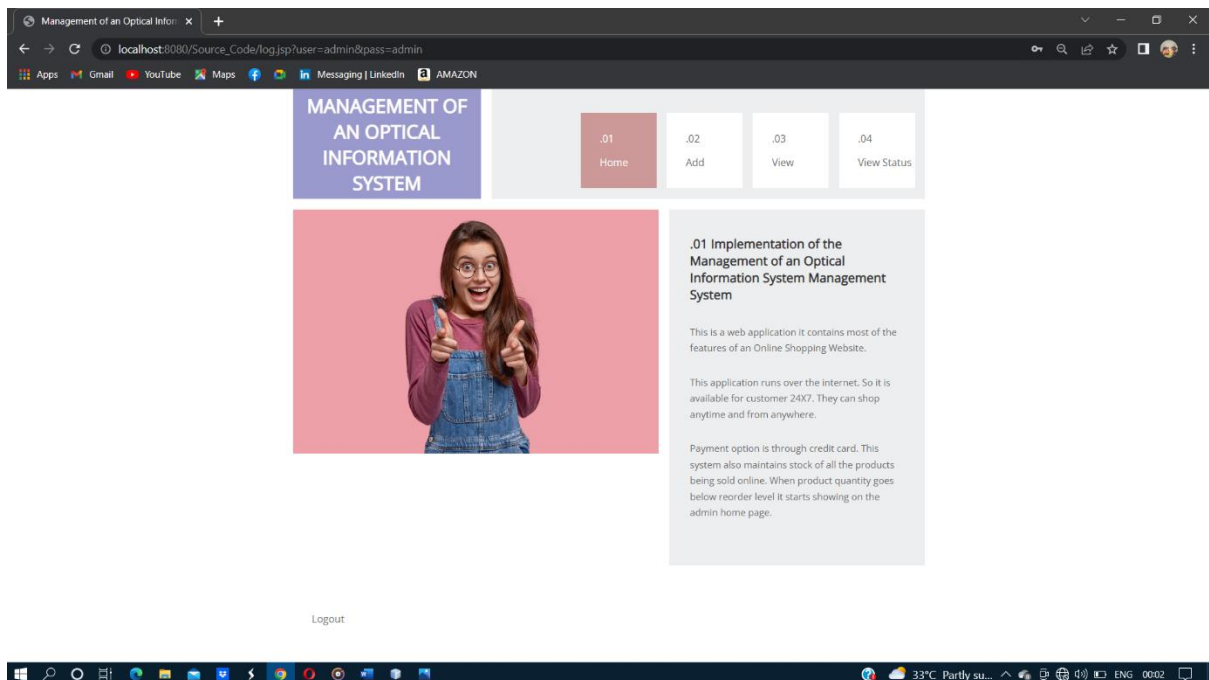 Management of an Optical Inform
localhost:8080/Source_Code/log.jsp?user=admin&pass=admin
Apps Gmail YouTube Maps Messaging | LinkedIn AMAZON
MANAGEMENT OF
AN OPTICAL
INFORMATION
SYSTEM
.01
Home
.02
Add
.03
View
.04
View Status
.01 Implementation of the
Management of an Optical
Information System Management
System
This is a web application it contains most of the
features of an Online Shopping Website.
This application runs over the internet. So it is
available for customer 24X7. They can shop
anytime and from anywhere.
Payment option is through credit card. This
system also maintains stock of all the products
being sold online. When product quantity goes
below reorder level it starts showing on the
admin home page.
Logout
33°C Partly su... ENG 00:02